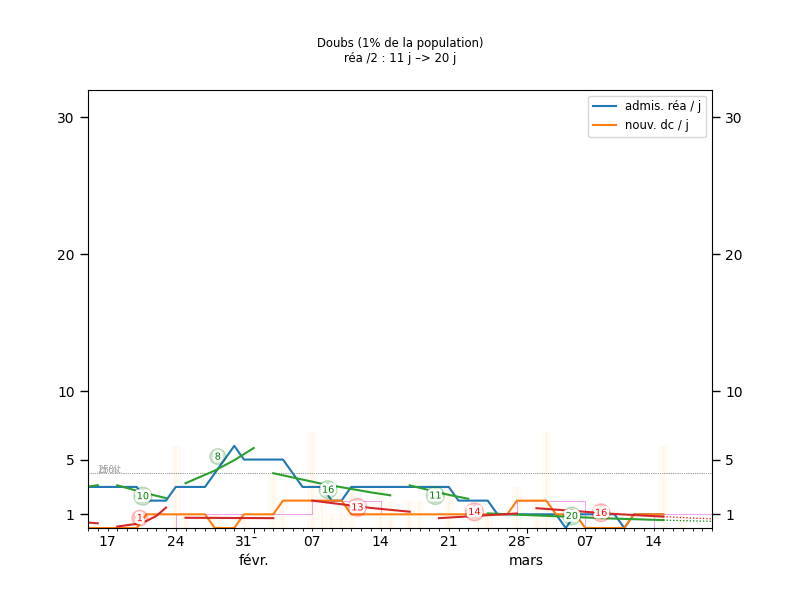 Doubs (1% de la population)
réa /2 : 11 j –> 20 j
admis. réa / j
nouv. dc / j
30 30
20 20
10 10
5 5
1 1
8
10
16
11
13
14
16
20
17 24 31 07 14 28 07 14
févr. mars